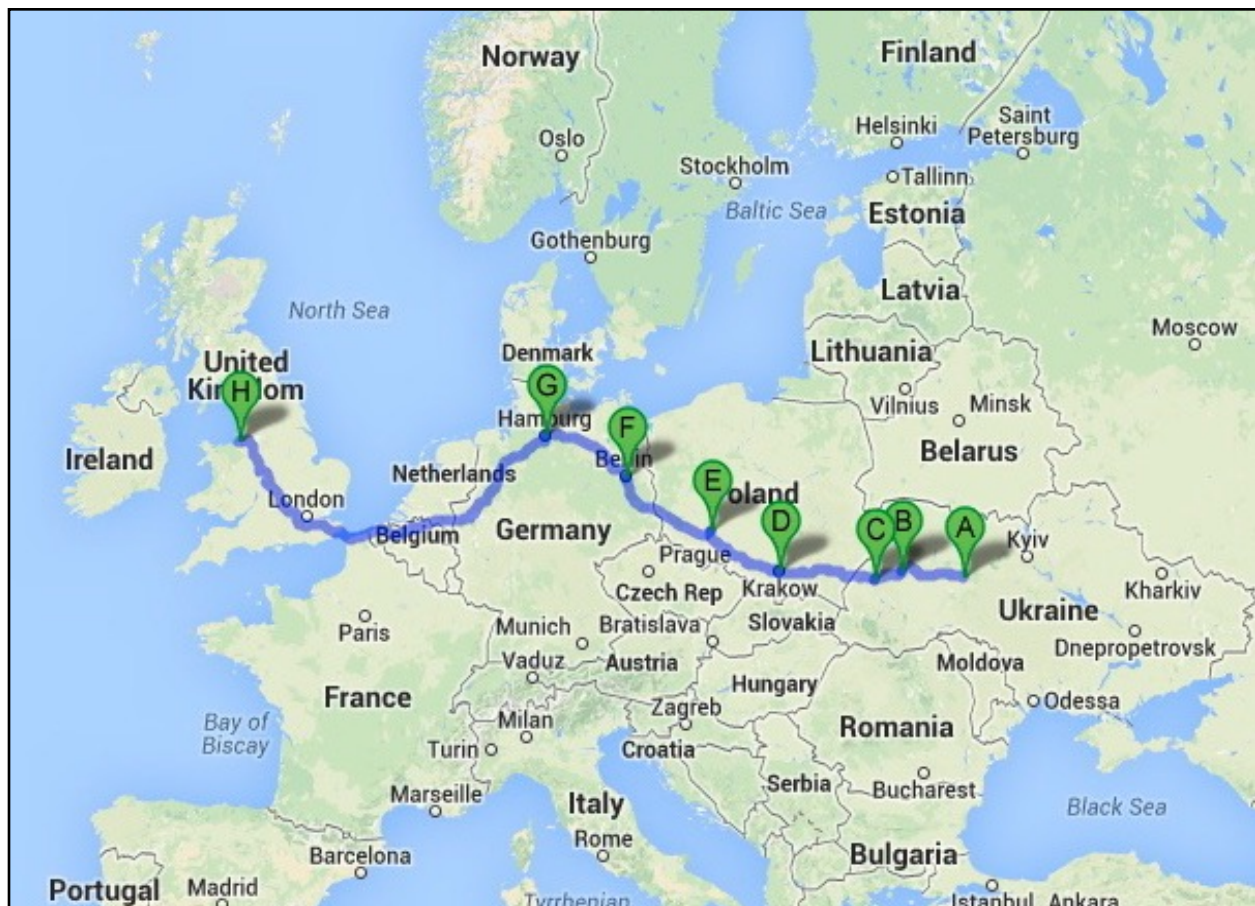 Norway
Finland
Oslo
Helsinki
Saint
Petersburg
Stockholm
Tallinn
Baltic Sea
Estonia
Gothenburg
Latvia
North Sea
Moscow
Denmark
Lithuania
United
Kingdom
H
G
Vilnius
Minsk
Hamburg
F
Belarus
Ireland
Berlin
Netherlands
E
Poland
London
D
C
B
A
Germany
Belgium
Kyiv
Prague
Krakow
Kharkiv
Czech Rep
Slovakia
Ukraine
Paris
Munich
Bratislava
Dnepropetrovsk
Vaduz
Austria
Moldova
France
Hungary
Odessa
Bay of
Biscay
Milan
Zagreb
Romania
Turin
Croatia
Serbia
Bucharest
Marseille
Italy
Black Sea
Rome
Barcelona
Bulgaria
Portugal
Madrid
Tyrrhenian
Istanbul
Ankara